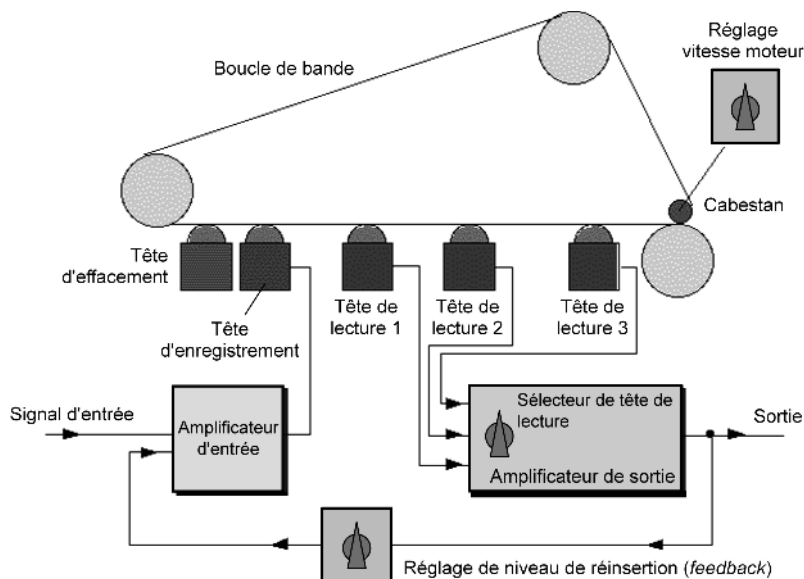 Réglage
vitesse moteur
Boucle de bande
Cabestan
Tête
d'effacement
Tête
d'enregistrement
Tête de
lecture 1
Tête de
lecture 2
Tête de
lecture 3
Signal d'entrée
Amplificateur
d'entrée
Sélecteur de tête de
lecture
Amplificateur de sortie
Sortie
Réglage de niveau de réinsertion (feedback)